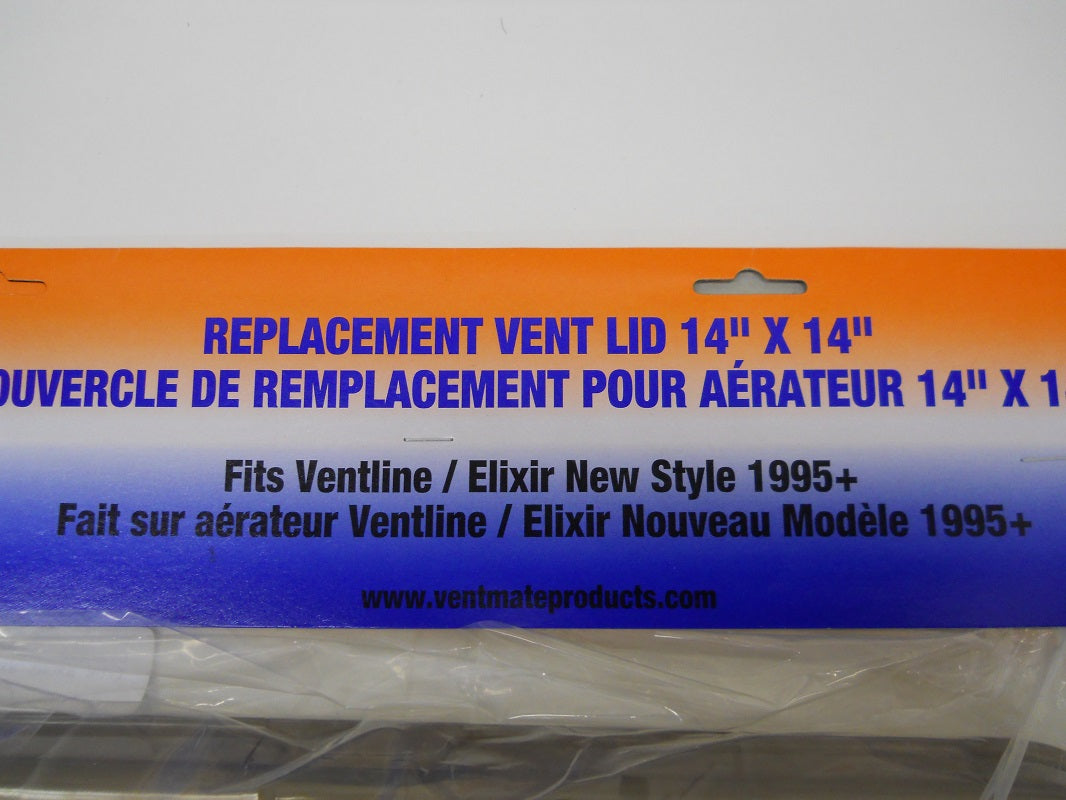 REPLACEMENT VENT LID 14" X 14"
OUVERCLE DE REMPLACEMENT POUR AÉRATEUR 14" X 1
Fits Ventline / Elixir New Style 1995+
Fait sur aérateur Ventline / Elixir Nouveau Modèle 1995+
www.ventmateproducts.com